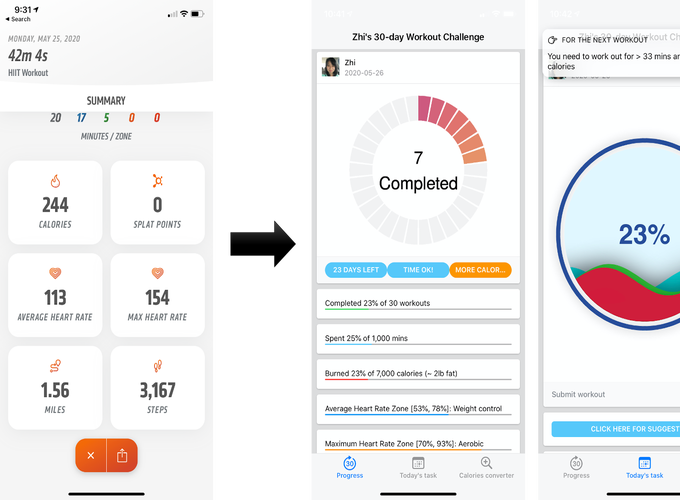 9:31
Search
MONDAY, MAY 25, 2020
42m 4s
HIIT Workout
SUMMARY
20 17 5 0 0
MINUTES / ZONE
244
CALORIES
0
SPLAT POINTS
113
AVERAGE HEART RATE
154
MAX HEART RATE
1.56
MILES
3,167
STEPS
Zhi's 30-day Workout Challenge
Zhi
2020-05-26
7
Completed
23 DAYS LEFT
TIME OK!
MORE CALOR...
Completed 23% of 30 workouts
Spent 25% of 1,000 mins
Burned 23% of 7,000 calories (~ 2lb fat)
Average Heart Rate Zone [53%, 78%]: Weight control
Maximum Heart Rate Zone [70%, 93%]: Aerobic
30
Progress
Today's task
Calories converter
FOR THE NEXT WORKOUT
You need to work out for > 33 mins an
calories
23%
Submit workout
CLICK HERE FOR SUGGEST
30
Progress
Today's task